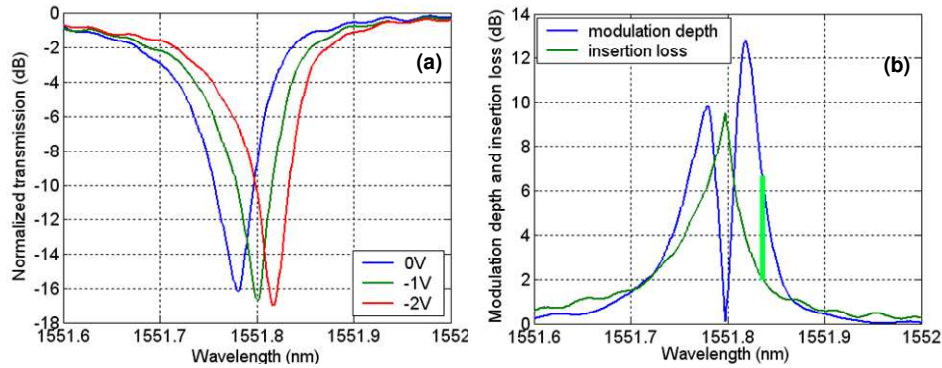 0
-2
-4
-6
-8
-10
-12
-14
-16
-18
Normalized transmission (dB)
(a)
0V
-1V
-2V
1551.6 1551.7 1551.8 1551.9 1552
Wavelength (nm)
14
12
10
8
6
4
2
0
Modulation depth and insertion loss (dB)
modulation depth
insertion loss
(b)
1551.6 1551.7 1551.8 1551.9 1552
Wavelength (nm)